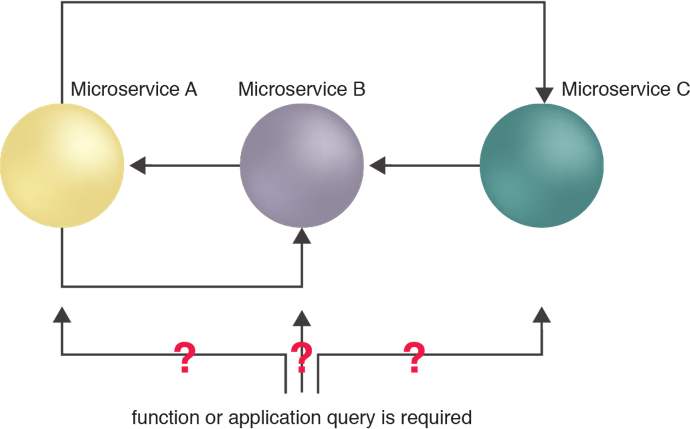 Microservice A
Microservice B
Microservice C
? ? ?
function or application query is required